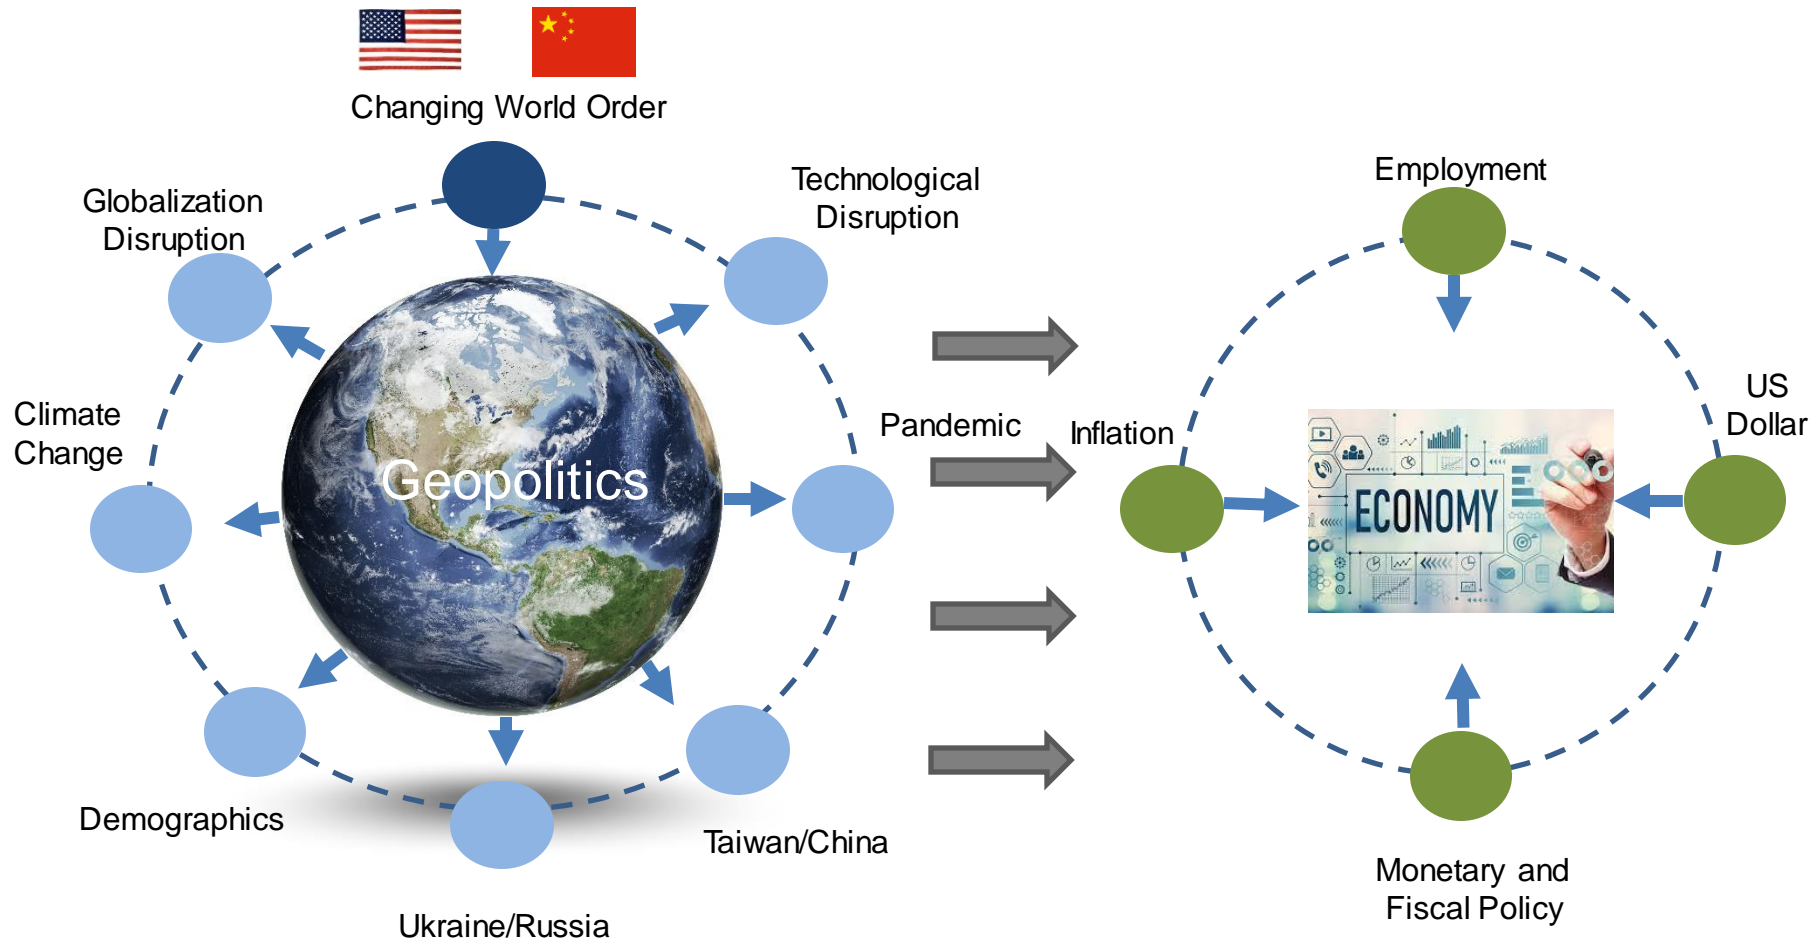 Changing World Order
Globalization
Disruption
Technological
Disruption
Employment
Climate
Change
Geopolitics
Pandemic
Inflation
US
Dollar
ECONOMY
Demographics
Taiwan/China
Ukraine/Russia
Monetary and
Fiscal Policy